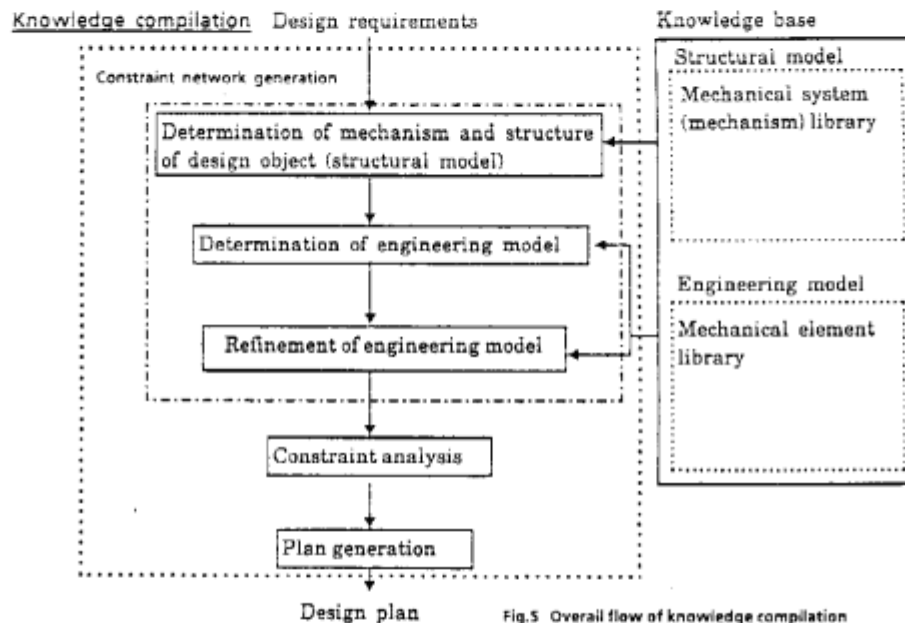 Knowledge compilation
Design requirements
Knowledge base
Structural model
Constraint network generation
Mechanical system
(mechanism) library
Determination of mechanism and structure
of design object (structural model)
Determination of engineering model
Engineering model
Mechanical element
library
Refinement of engineering model
Constraint analysis
Plan generation
Design plan
Fig.5 Overall flow of knowledge compilation